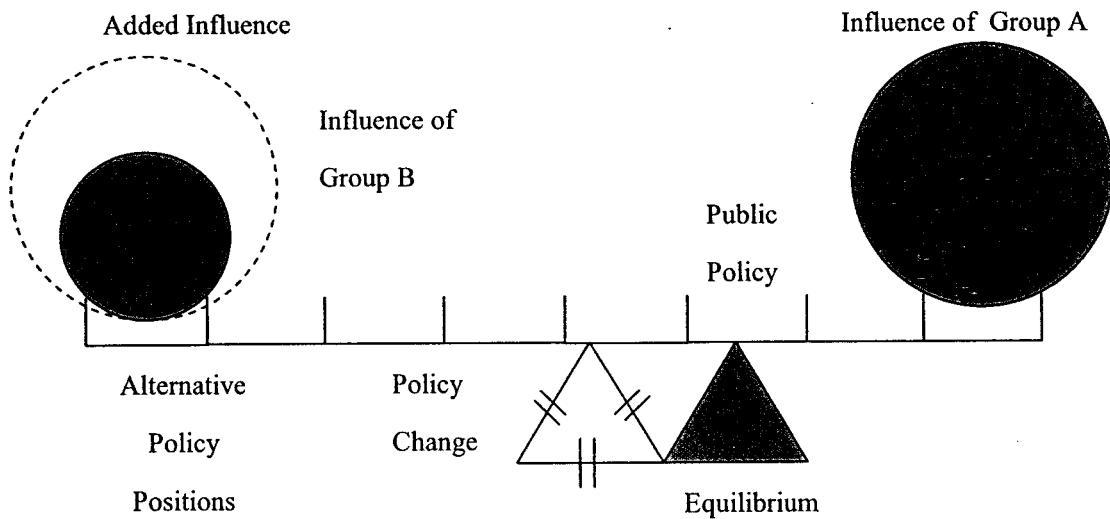 Added Influence
Influence of Group A
Influence of
Group B
Public
Policy
Alternative
Policy
Positions
Policy
Change
Equilibrium